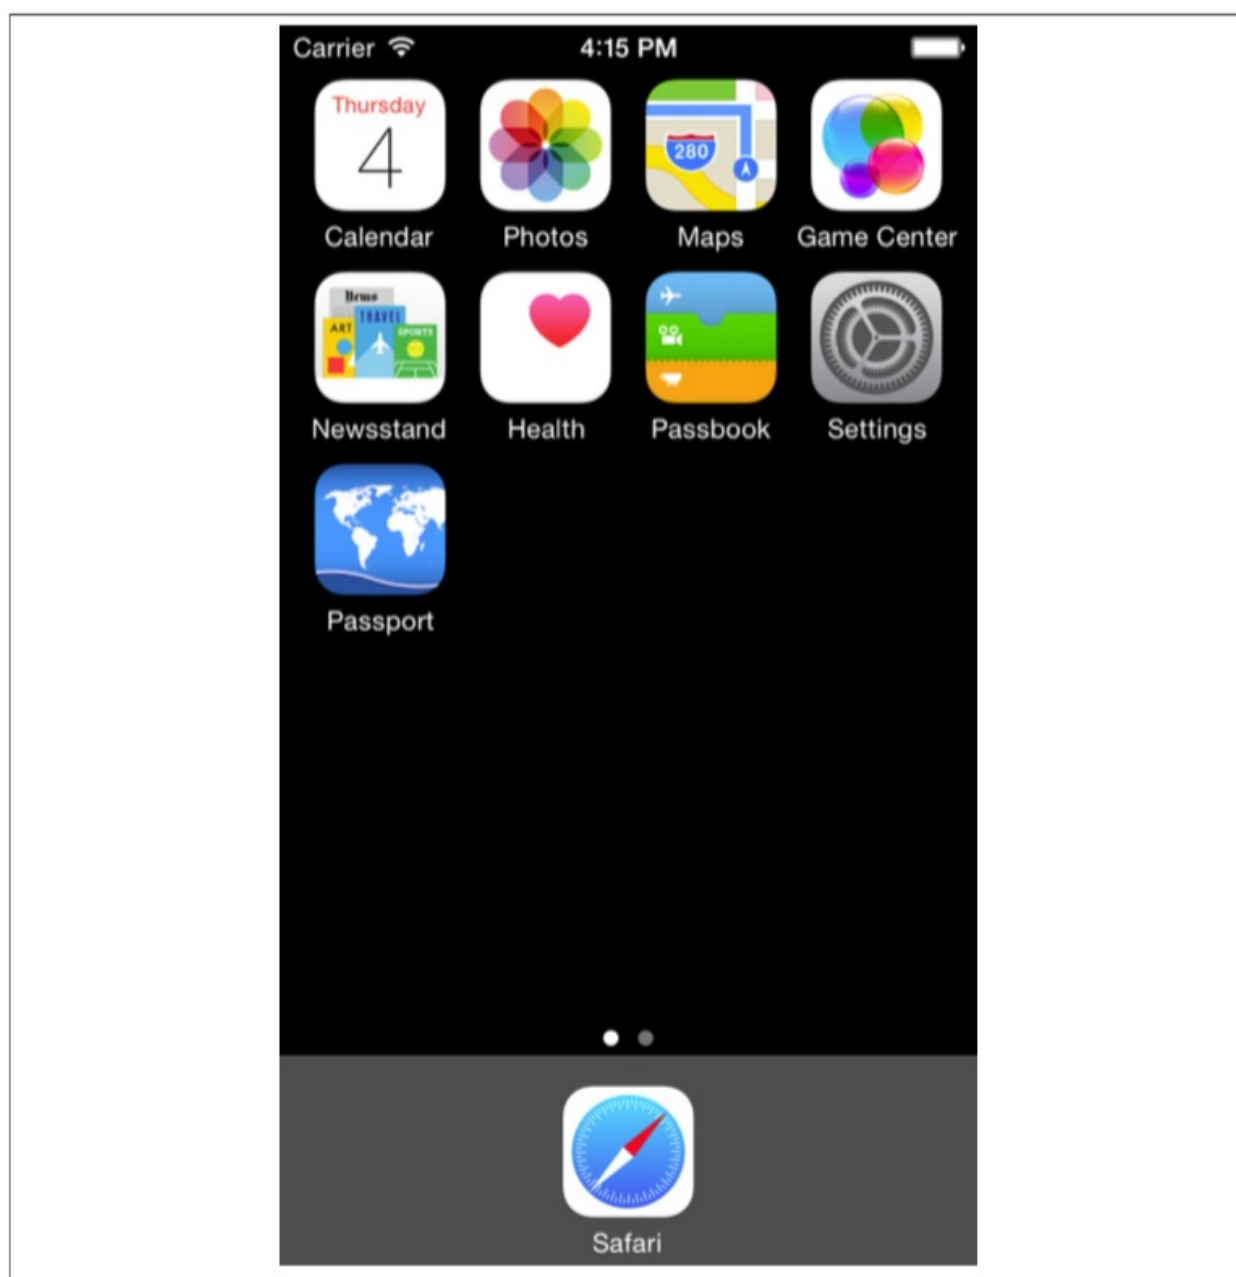 Carrier 4:15 PM
Thursday
4
280
Calendar Photos Maps Game Center
News
TRAVEL
ART
SPORTS
Newsstand Health Passbook Settings
Passport
Safari